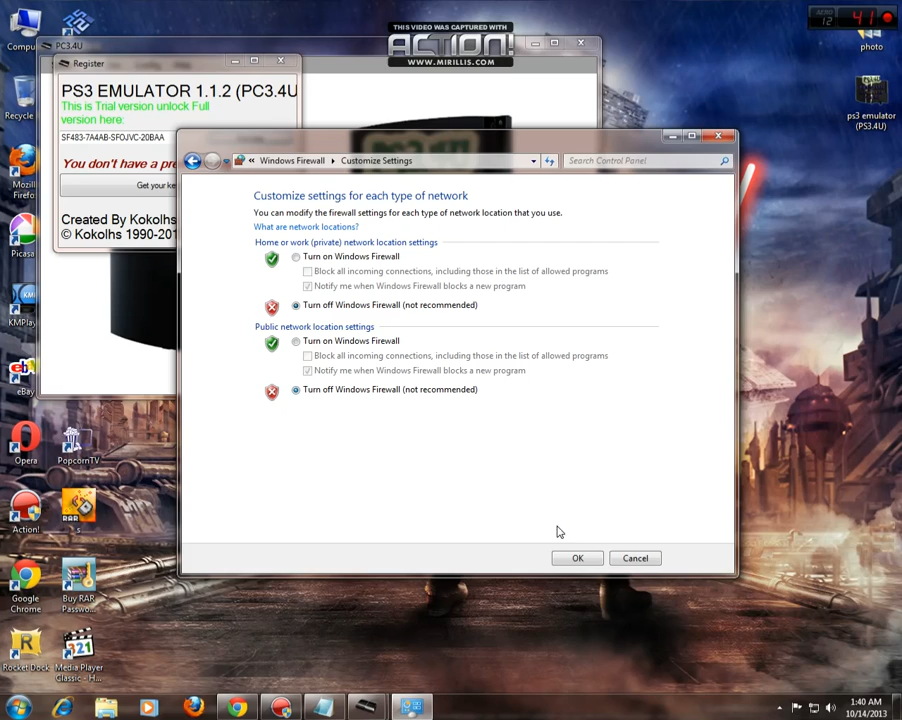 THIS VIDEO WAS CAPTURED WITH
ACTION!
WWW.MIRILLIS.COM
AERO
12
41
photo
ps3 emulator
(PS3.4U)
Recycle
Mozil
Firefo
Picasa
KMPlay
eBay
Opera
PopcornTV
Action!
RAR
s
Google
Chrome
Buy RAR
Passwo...
Rocket Dock
Media Player
Classic - H...
PC3.4U
Register
PS3 EMULATOR 1.1.2 (PC3.4U
This is Trial version unlock Full
version here:
SF483-7A4AB-SFOJVC-20BAA
You don't have a pre
Get your ke
Created By Kokolhs
© Kokolhs 1990-201
« Windows Firewall ▸ Customize Settings
Search Control Panel
Customize settings for each type of network
You can modify the firewall settings for each type of network location that you use.
What are network locations?
Home or work (private) network location settings
Turn on Windows Firewall
Block all incoming connections, including those in the list of allowed programs
Notify me when Windows Firewall blocks a new program
Turn off Windows Firewall (not recommended)
Public network location settings
Turn on Windows Firewall
Block all incoming connections, including those in the list of allowed programs
Notify me when Windows Firewall blocks a new program
Turn off Windows Firewall (not recommended)
OK
Cancel
1:40 AM
10/14/2013